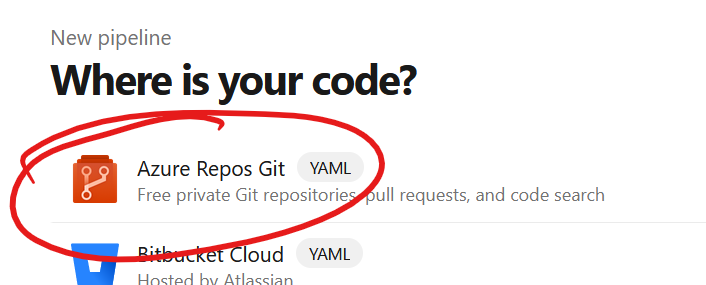 New pipeline
Where is your code?
Azure Repos Git YAML
Free private Git repositories, pull requests, and code search
Bitbucket Cloud YAML
Hosted by Atlassian